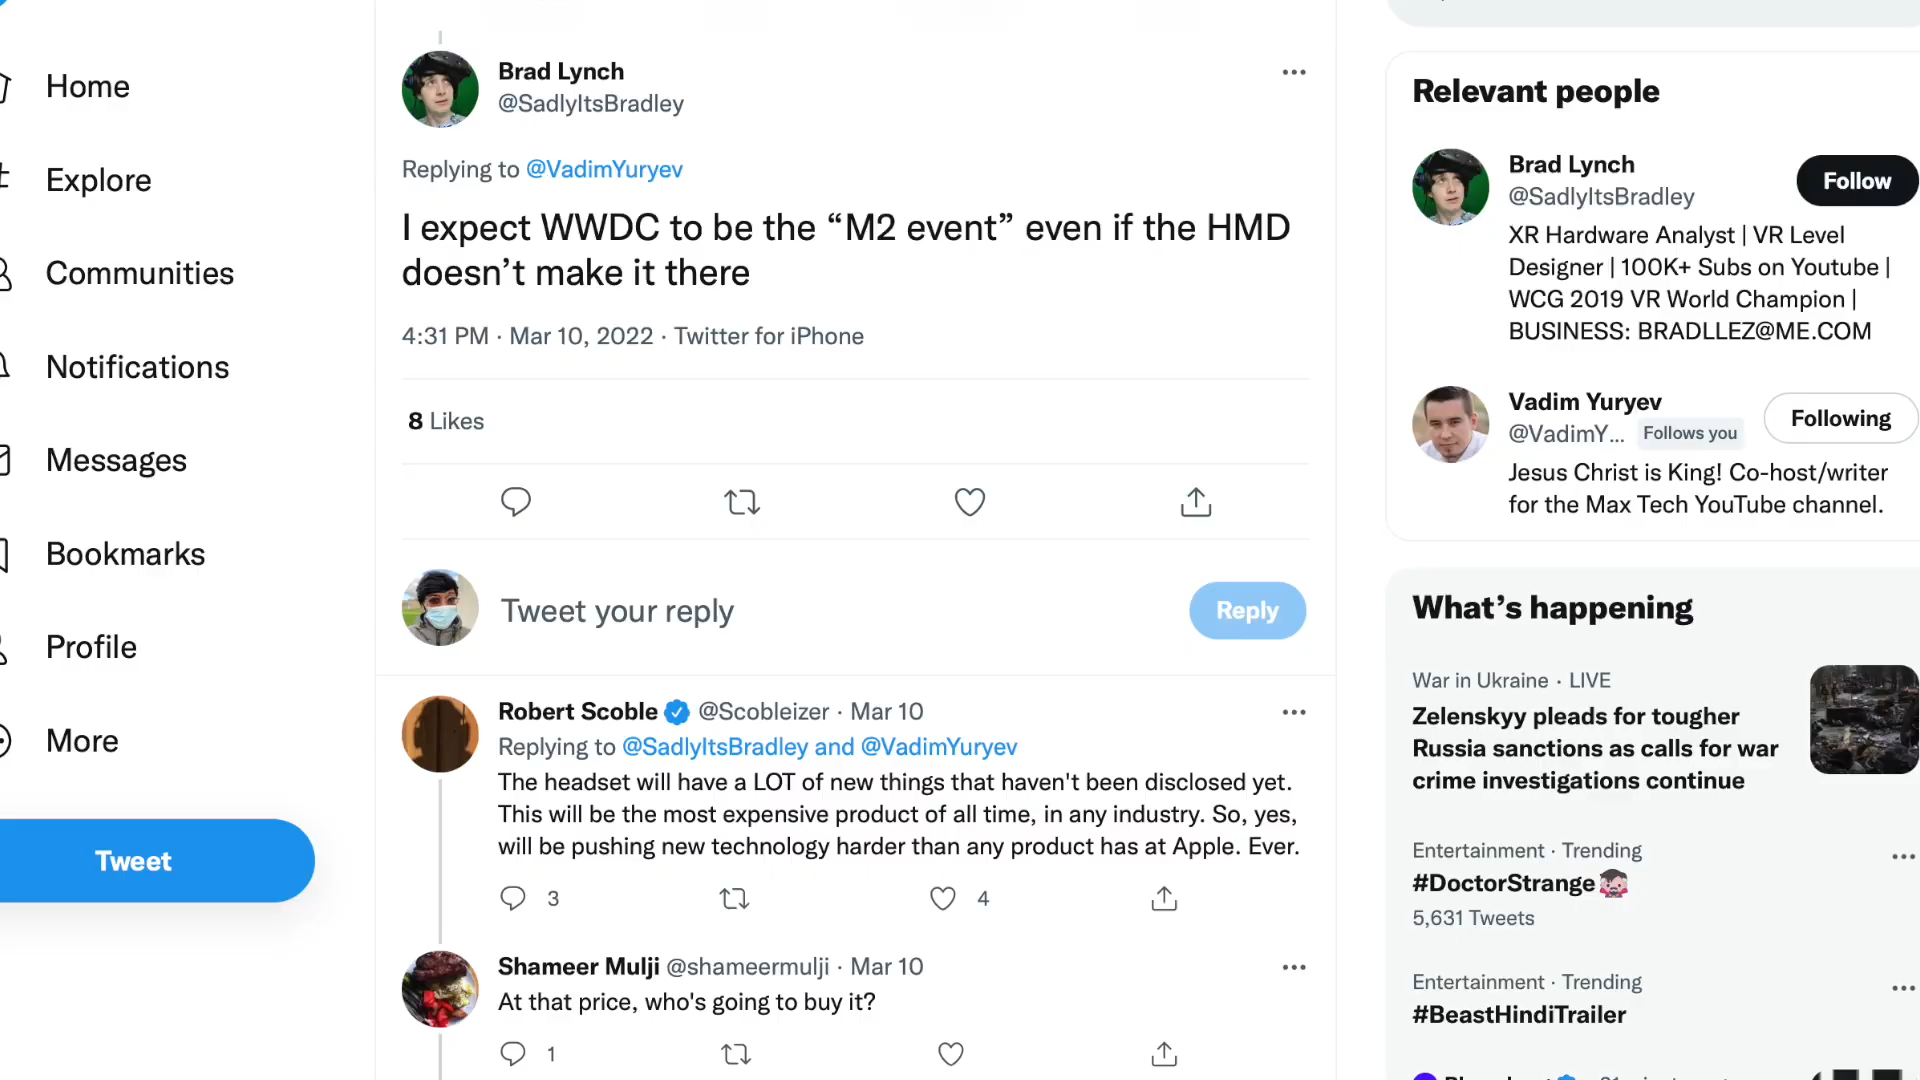 Home
Explore
Communities
Notifications
Messages
Bookmarks
Profile
More
Tweet
Brad Lynch
@SadlyItsBradley
Replying to @VadimYuryev
I expect WWDC to be the “M2 event” even if the HMD
doesn’t make it there
4:31 PM · Mar 10, 2022 · Twitter for iPhone
8 Likes
Tweet your reply
Reply
Robert Scoble @Scobleizer · Mar 10
Replying to @SadlyItsBradley and @VadimYuryev
The headset will have a LOT of new things that haven't been disclosed yet.
This will be the most expensive product of all time, in any industry. So, yes,
will be pushing new technology harder than any product has at Apple. Ever.
3
4
Shameer Mulji @shameermulji · Mar 10
At that price, who's going to buy it?
1
Relevant people
Brad Lynch
@SadlyItsBradley
Follow
XR Hardware Analyst | VR Level
Designer | 100K+ Subs on Youtube |
WCG 2019 VR World Champion |
BUSINESS: BRADLLEZ@ME.COM
Vadim Yuryev
@VadimY... Follows you
Following
Jesus Christ is King! Co-host/writer
for the Max Tech YouTube channel.
What’s happening
War in Ukraine · LIVE
Zelenskyy pleads for tougher
Russia sanctions as calls for war
crime investigations continue
Entertainment · Trending
#DoctorStrange
5,631 Tweets
Entertainment · Trending
#BeastHindiTrailer